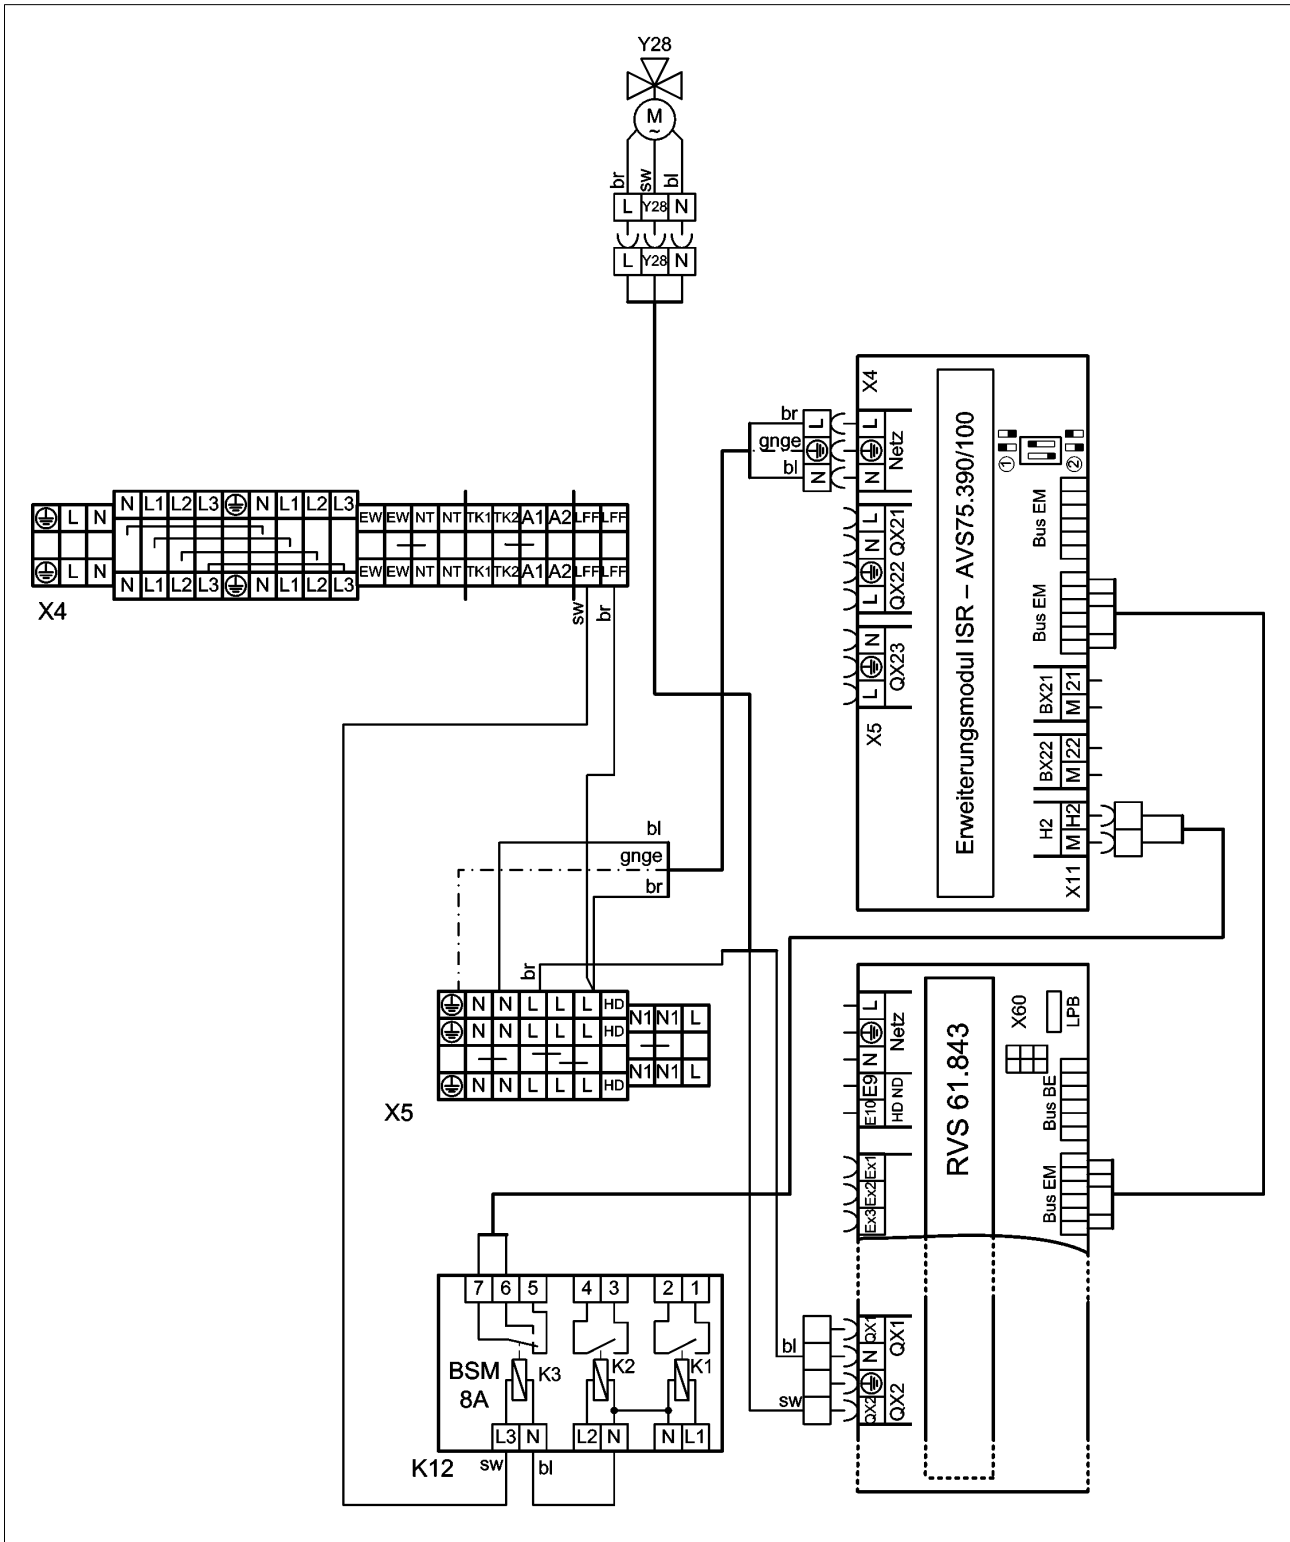 Y28
M
~
br sw bl
L Y28 N
L Y28 N
X4
br
gnge
bl
L
N
L
N
Netz
L
N
L
QX21
QX22
N
L
QX23
X5
Erweiterungsmodul ISR – AVS75.390/100
1
2
Bus EM
Bus EM
BX21
M 21
BX22
M 22
H2
M H2
X11
L N N L1 L2 L3 N L1 L2 L3 EW EW NT NT TK1 TK2 A1 A2 LFF LFF
L N N L1 L2 L3 N L1 L2 L3 EW EW NT NT TK1 TK2 A1 A2 LFF LFF
X4
sw
br
bl
gnge
br
br
N N L L L HD N1 N1 L
N N L L L HD
N N L L L HD N1 N1 L
X5
L
N
Netz
E9
E10
HD ND
Ex1
Ex2
Ex3
RVS 61.843
X60
LPB
Bus BE
Bus EM
QX1
N
QX2
QX1
QX2
bl
sw
7 6 5 4 3 2 1
BSM
8A
K3
K2
K1
L3 N L2 N N L1
K12
sw
bl